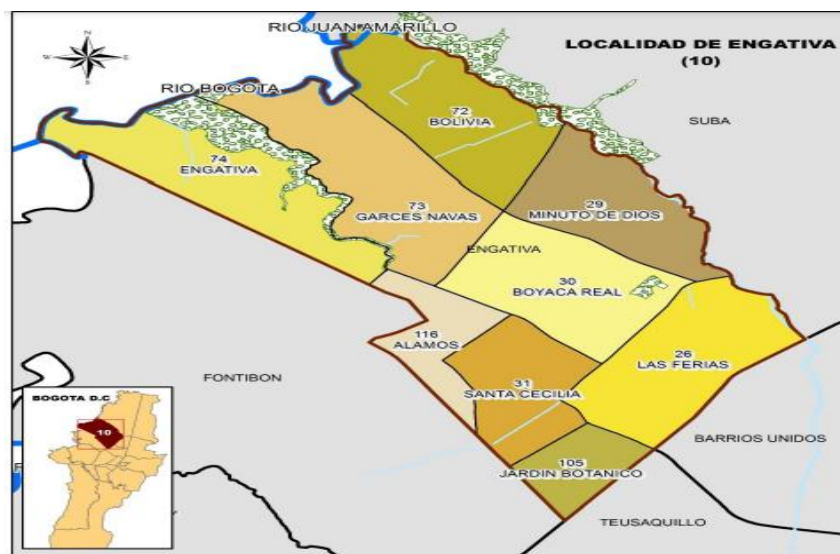 RIO JUAN AMARILLO
LOCALIDAD DE ENGATIVA
(10)
N
W
E
S
RIO BOGOTA
72
BOLIVIA
SUBA
74
ENGATIVA
29
MINUTO DE DIOS
73
GARCES NAVAS
ENGATIVA
30
BOYACA REAL
116
ALAMOS
26
LAS FERIAS
FONTIBON
31
SANTA CECILIA
BOGOTA D.C
10
BARRIOS UNIDOS
105
JARDIN BOTANICO
TEUSAQUILLO